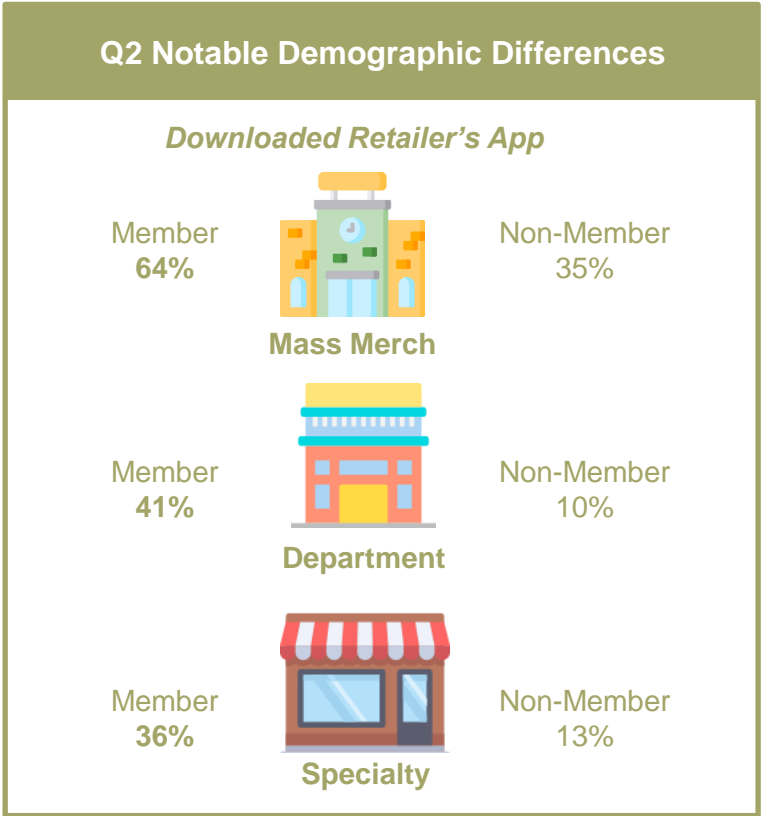 Q2 Notable Demographic Differences
Downloaded Retailer's App
Member
64%
Non-Member
35%
Mass Merch
Member
41%
Non-Member
10%
Department
Member
36%
Non-Member
13%
Specialty